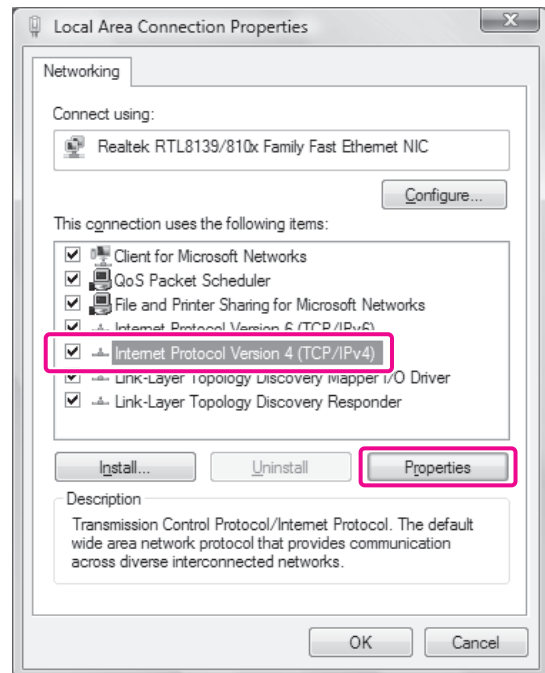 Local Area Connection Properties
Networking
Connect using:
Realtek RTL8139/810x Family Fast Ethernet NIC
Configure...
This connection uses the following items:
Client for Microsoft Networks
QoS Packet Scheduler
File and Printer Sharing for Microsoft Networks
Internet Protocol Version 6 (TCP/IPv6)
Internet Protocol Version 4 (TCP/IPv4)
Link-Layer Topology Discovery Mapper I/O Driver
Link-Layer Topology Discovery Responder
Install... Uninstall Properties
Description
Transmission Control Protocol/Internet Protocol. The default
wide area network protocol that provides communication
across diverse interconnected networks.
OK Cancel